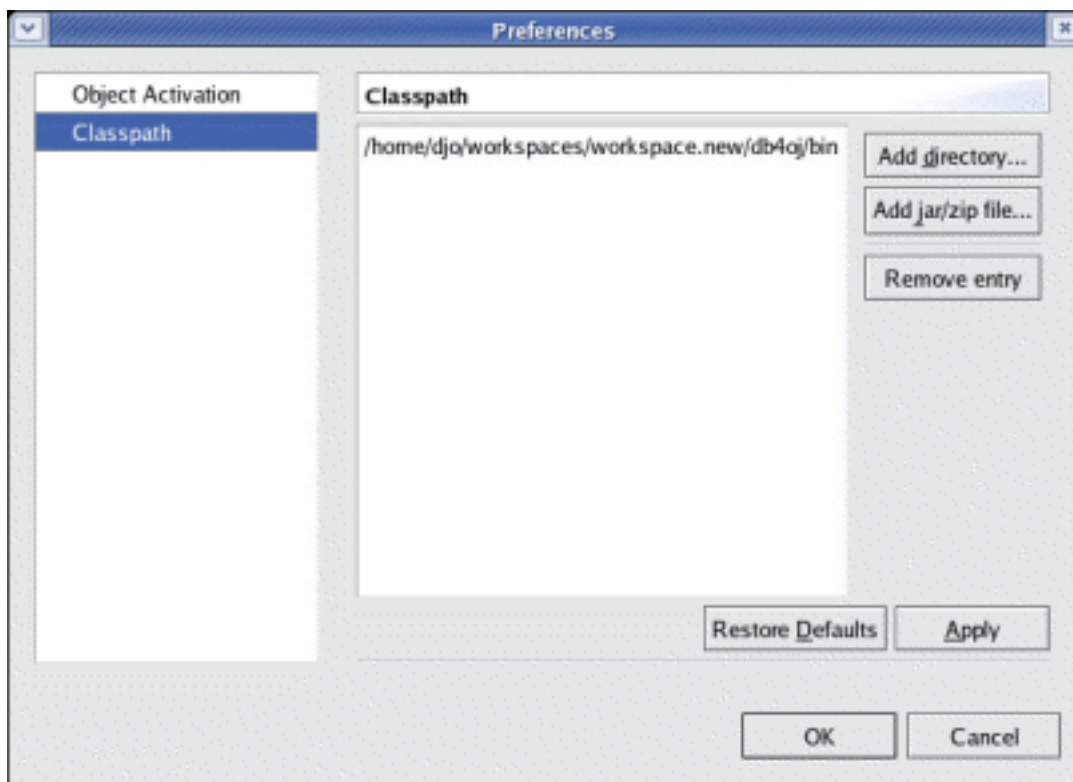 Preferences
Object Activation
Classpath
Classpath
/home/djo/workspaces/workspace.new/db4oj/bin
Add directory...
Add jar/zip file...
Remove entry
Restore Defaults
Apply
OK
Cancel